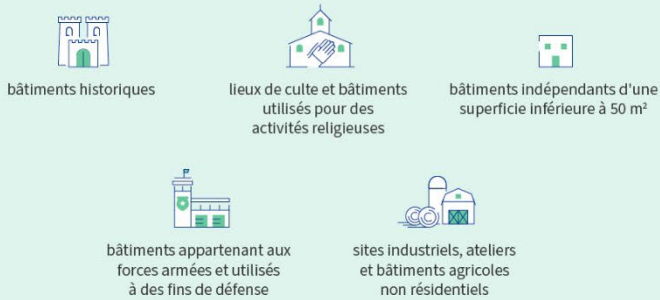 bâtiments historiques
lieux de culte et bâtiments
utilisés pour des
activités religieuses
bâtiments indépendants d'une
superficie inférieure à 50 m²
bâtiments appartenant aux
forces armées et utilisés
à des fins de défense
sites industriels, ateliers
et bâtiments agricoles
non résidentiels